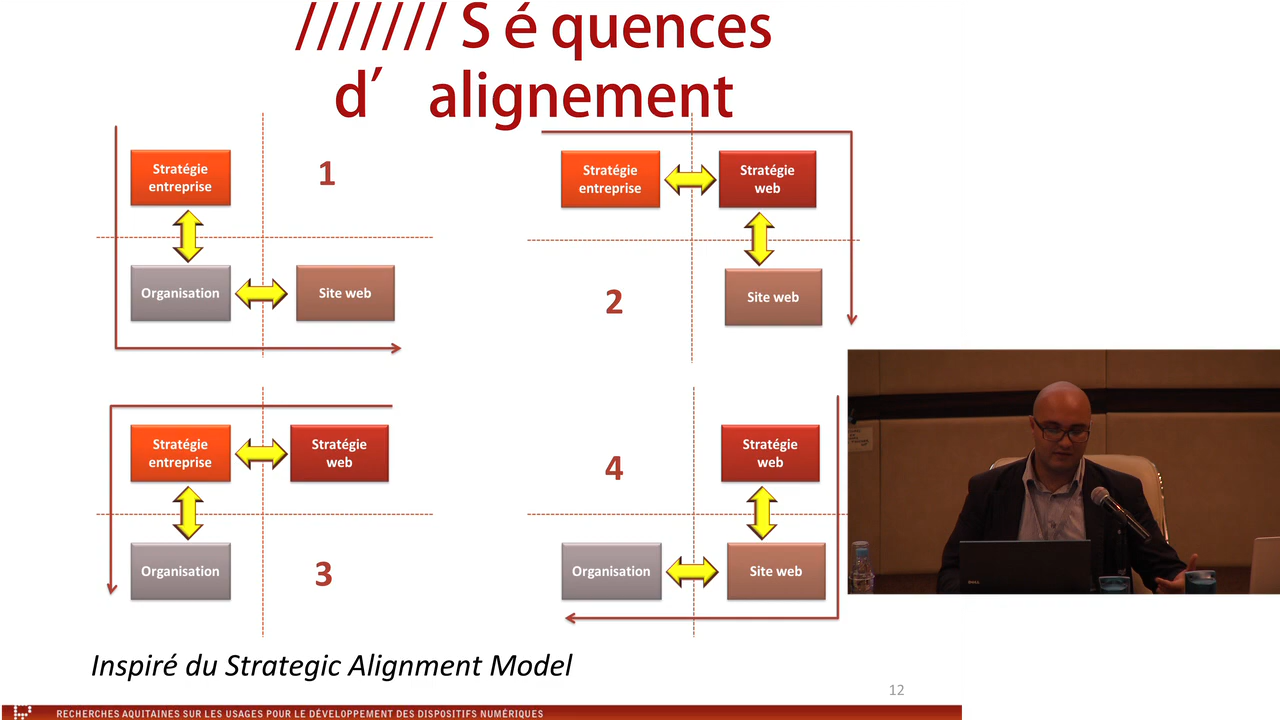 /////// S é quences
d’ alignement
Stratégie
entreprise
1
Organisation
Site web
Stratégie
entreprise
Stratégie
web
2
Site web
Stratégie
entreprise
Stratégie
web
Organisation
3
Stratégie
web
4
Organisation
Site web
DELL
Inspiré du Strategic Alignment Model
12
RECHERCHES AQUITAINES SUR LES USAGES POUR LE DÉVELOPPEMENT DES DISPOSITIFS NUMÉRIQUES